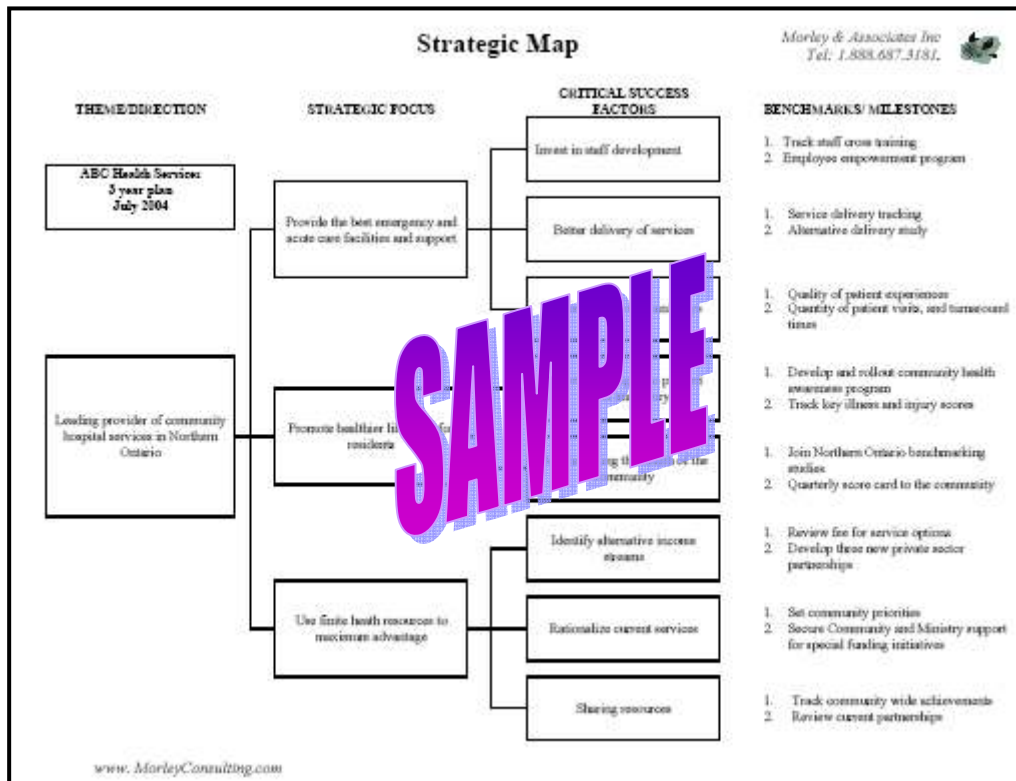 Strategic Map
Morley & Associates Inc
Tel: 1.888.687.3181.
THEME/DIRECTION
STRATEGIC FOCUS
CRITICAL SUCCESS
FACTORS
BENCHMARKS/ MILESTONES
ABC Health Services
3 year plan
July 2004
Leading provider of community
hospital services in Northern
Ontario
Provide the best emergency and
acute care facilities and support
Promote healthier
residents
Use finite heath resources to
maximum advantage
Invest in staff development
Better delivery of services
of the
Identify alternative income
streams
Rationalize current services
Sharing resources
1. Track staff cross training
2. Employee empowerment program
1. Service delivery tracking
2. Alternative delivery study
1. Quality of patient experiences
2. Quantity of patient visits, and turnaround
times
1. Develop and rollout community health
awareness program
2. Track key illness and injury scores
1. Join Northern Ontario benchmarking
studies
2. Quarterly score card to the community
1. Review fee for service options
2. Develop three new private sector
partnerships
1. Set community priorities
2. Secure Community and Ministry support
for special funding initiatives
1. Track community wide achievements
2. Review current partnerships
SAMPLE
www. MorleyConsulting.com